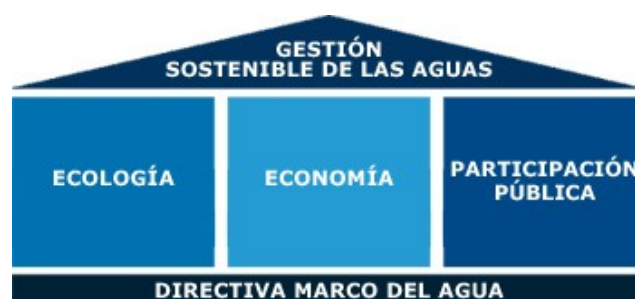 GESTIÓN
SOSTENIBLE DE LAS AGUAS
ECOLOGÍA
ECONOMÍA
PARTICIPACIÓN
PÚBLICA
DIRECTIVA MARCO DEL AGUA